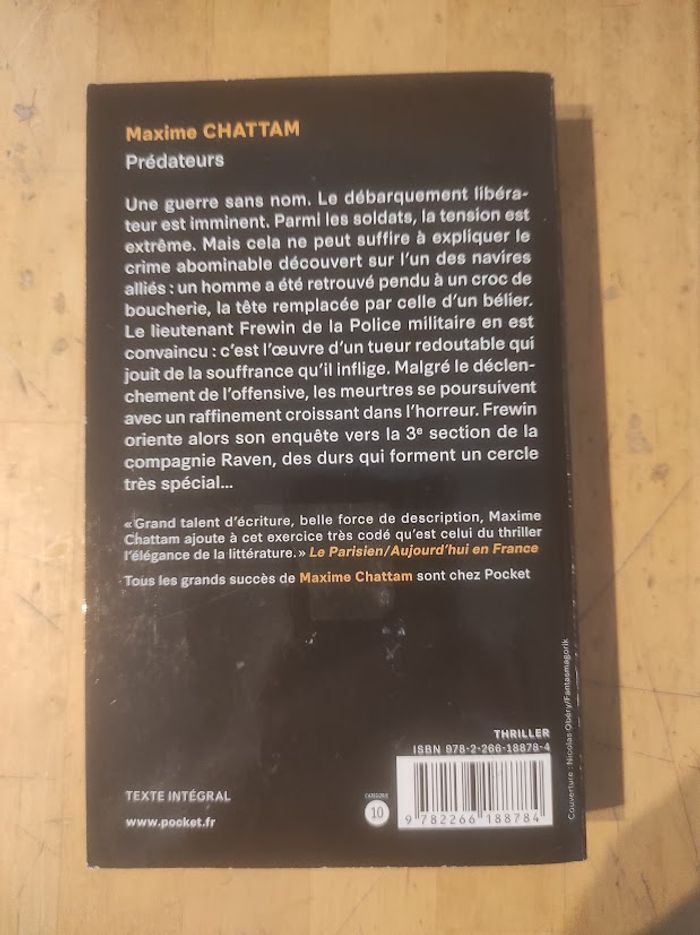 Maxime CHATTAM
Prédateurs
Une guerre sans nom. Le débarquement libéra-
teur est imminent. Parmi les soldats, la tension est
extrême. Mais cela ne peut suffire à expliquer le
crime abominable découvert sur l'un des navires
alliés : un homme a été retrouvé pendu à un croc de
boucherie, la tête remplacée par celle d'un bélier.
Le lieutenant Frewin de la Police militaire en est
convaincu : c'est l'œuvre d'un tueur redoutable qui
jouit de la souffrance qu'il inflige. Malgré le déclen-
chement de l'offensive, les meurtres se poursuivent
avec un raffinement croissant dans l'horreur. Frewin
oriente alors son enquête vers la 3e section de la
compagnie Raven, des durs qui forment un cercle
très spécial...
« Grand talent d'écriture, belle force de description, Maxime
Chattam ajoute à cet exercice très codé qu'est celui du thriller
l'élégance de la littérature. » Le Parisien/Aujourd'hui en France
Tous les grands succès de Maxime Chattam sont chez Pocket
THRILLER
ISBN 978-2-266-18878-4
TEXTE INTÉGRAL
www.pocket.fr
CATÉGORIE
10
9 782266 188784
Couverture : Nicolas Obéry/Fantasmagorik